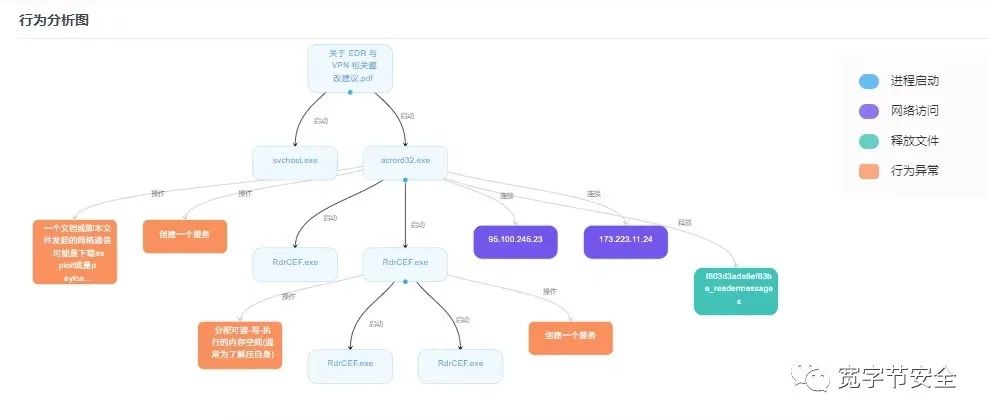 行为分析图
关于 EDR 与
VPN 相关整
改建议.pdf
进程启动
网络访问
释放文件
行为异常
启动
启动
svchost.exe
acrord32.exe
操作
操作
连接
连接
释放
一个文档或脚本文
件发起的网络通信
,可能是下载ex
ploit或是p
ayloa...
创建一个服务
启动
启动
95.100.246.23
173.223.11.24
RdrCEF.exe
RdrCEF.exe
f803d3ada6ef63b
e_readermessage
s
操作
操作
启动
启动
分配可读-写-执
行的内存空间(通
常为了解压自身)
创建一个服务
RdrCEF.exe
RdrCEF.exe
宽字节安全